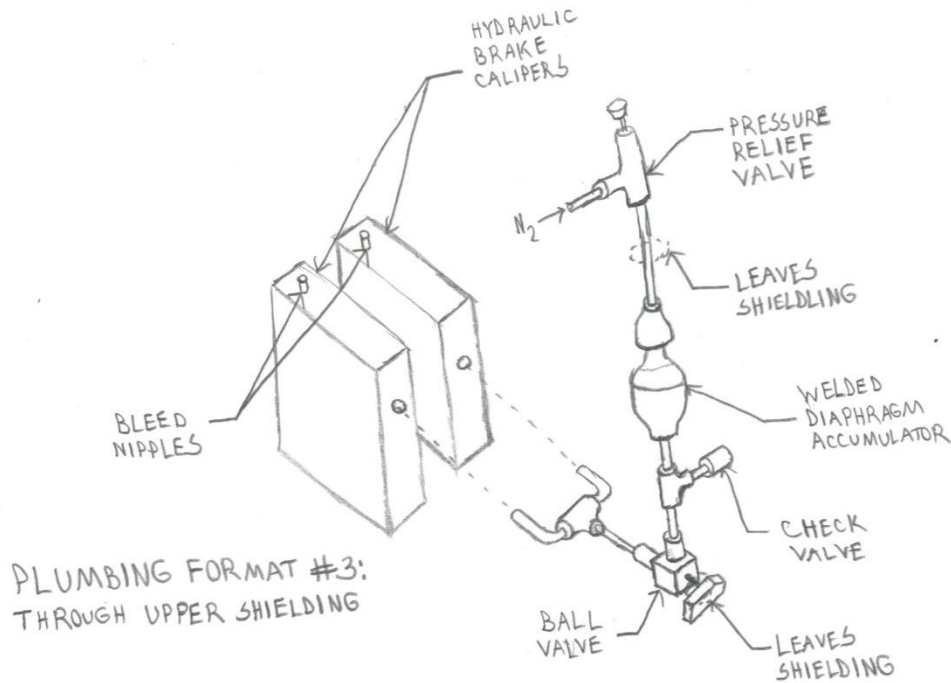 HYDRAULIC
BRAKE
CALIPERS
PRESSURE
RELIEF
VALVE
N2
LEAVES
SHIELDLING
BLEED
NIPPLES
WELDED
DIAPHRAGM
ACCUMULATOR
CHECK
VALVE
PLUMBING FORMAT #3:
THROUGH UPPER SHIELDING
BALL
VALVE
LEAVES
SHIELDING